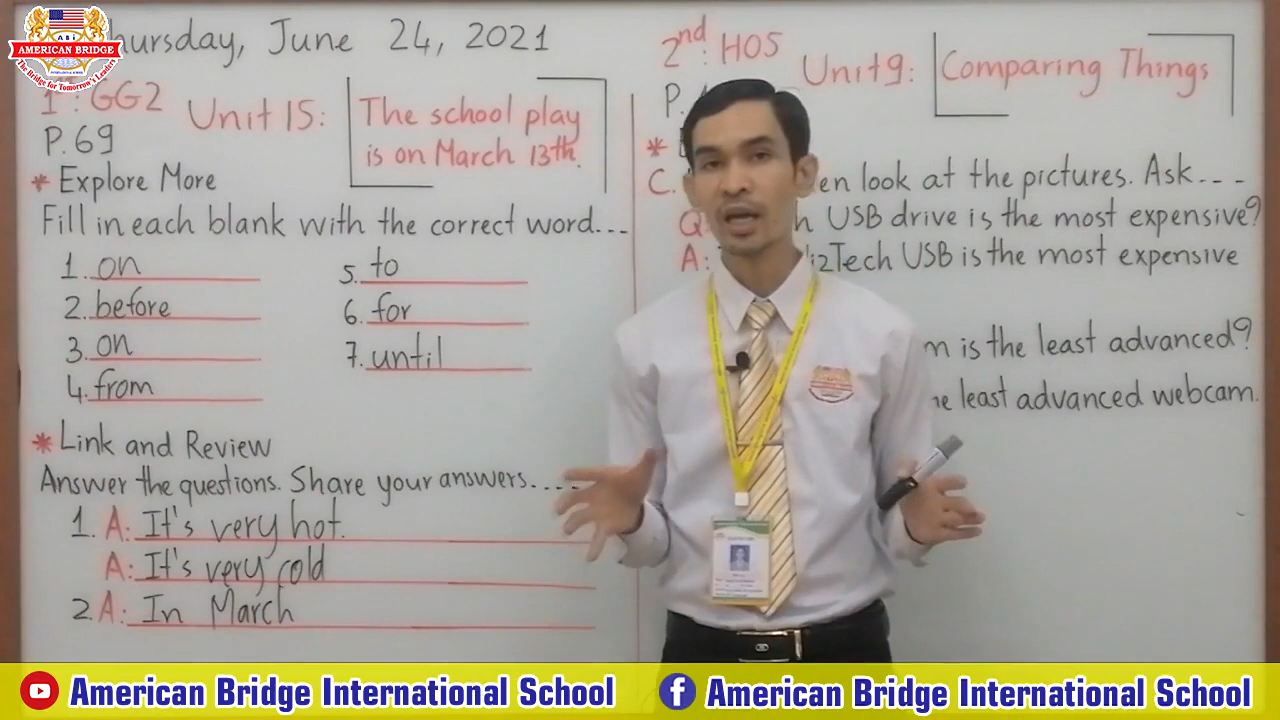 AMERICAN BRIDGE
INTERNATIONAL SCHOOL
The Bridge for Tomorrow's Leaders
hursday, June 24, 2021
1 : GG2
P. 69
Unit 15:
The school play
is on March 13th.
* Explore More
Fill in each blank with the correct word...
1. on
2. before
3. on
4. from
5. to
6. for
7. until
* Link and Review
Answer the questions. Share your answers....
1. A: It's very hot.
A: It's very cold
2. A: In March
2nd: HO5
P.
Unit 9:
Comparing Things
*
C. en look at the pictures. Ask....
Q: h USB drive is the most expensive?
A: Tech USB is the most expensive
m is the least advanced?
he least advanced webcam.
American Bridge International School
American Bridge International School